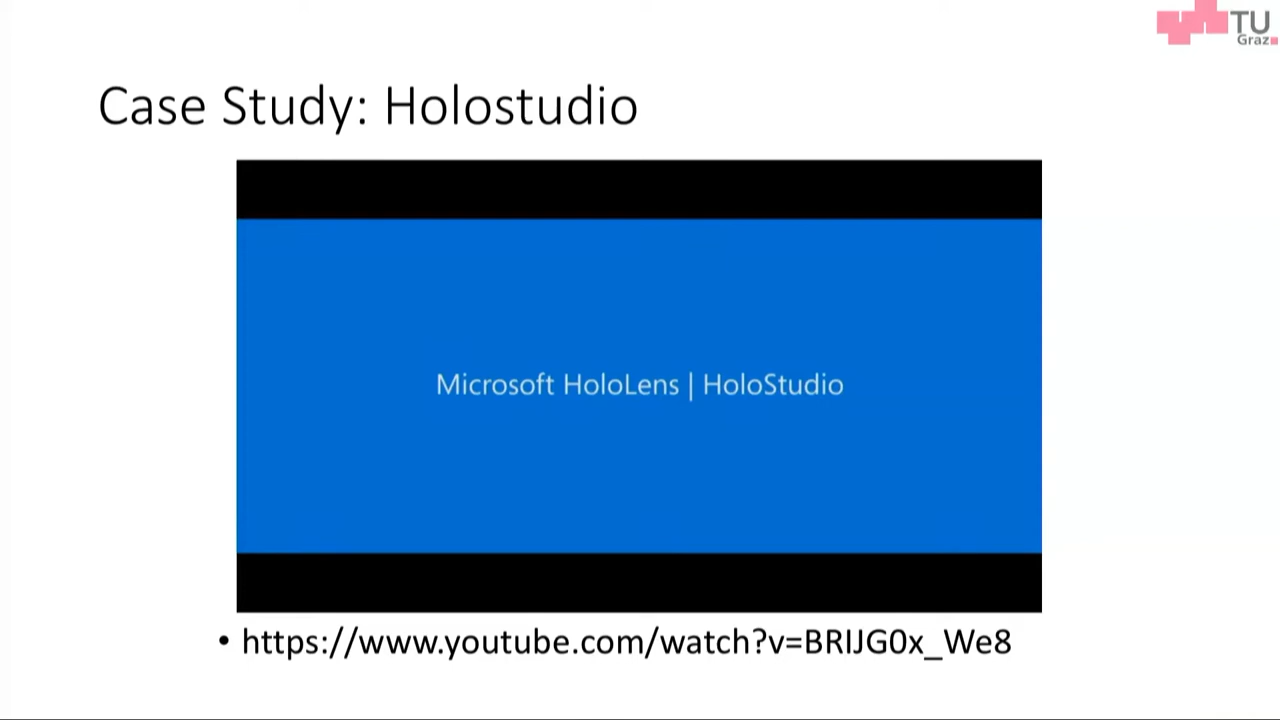 TU
Graz
Case Study: Holostudio
Microsoft HoloLens | HoloStudio
• https://www.youtube.com/watch?v=BRIJG0x_We8